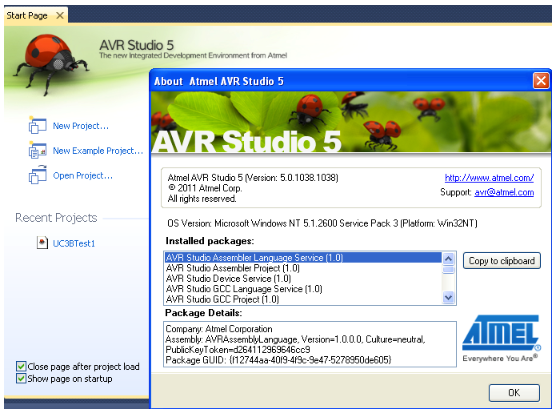 Start Page
AVR Studio 5
The new Integrated Development Environment from Atmel
About Atmel AVR Studio 5
AVR Studio 5
New Project...
New Example Project...
Open Project...
Recent Projects
UC3BTest1
Close page after project load
Show page on startup
Atmel AVR Studio 5 (Version: 5.0.1038.1038)
© 2011 Atmel Corp.
All rights reserved.
http://www.atmel.com/
Support: avr@atmel.com
OS Version: Microsoft Windows NT 5.1.2600 Service Pack 3 (Platform: Win32NT)
Installed packages:
AVR Studio Assembler Language Service (1.0)
AVR Studio Assembler Project (1.0)
AVR Studio Device Service (1.0)
AVR Studio GCC Language Service (1.0)
AVR Studio GCC Project (1.0)
Copy to clipboard
Package Details:
Company: Atmel Corporation
Assembly: AVRAssemblyLanguage, Version=1.0.0.0, Culture=neutral,
PublicKeyToken=d264112969646cc9
Package GUID: {f12744aa-40f9-4f9c-9e47-5278950de605}
ATMEL
Everywhere You Are®
OK